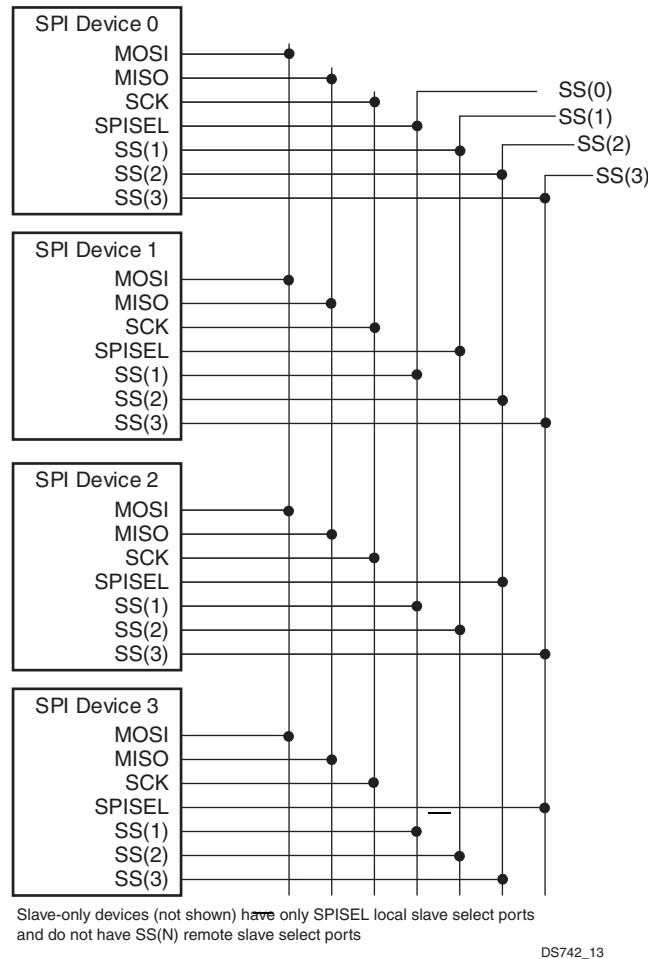 SPI Device 0
MOSI
MISO
SCK
SPISEL
SS(1)
SS(2)
SS(3)
SS(0)
SS(1)
SS(2)
SS(3)
SPI Device 1
MOSI
MISO
SCK
SPISEL
SS(1)
SS(2)
SS(3)
SPI Device 2
MOSI
MISO
SCK
SPISEL
SS(1)
SS(2)
SS(3)
SPI Device 3
MOSI
MISO
SCK
SPISEL
SS(1)
SS(2)
SS(3)
Slave-only devices (not shown) have only SPISEL local slave select ports
and do not have SS(N) remote slave select ports
DS742_13